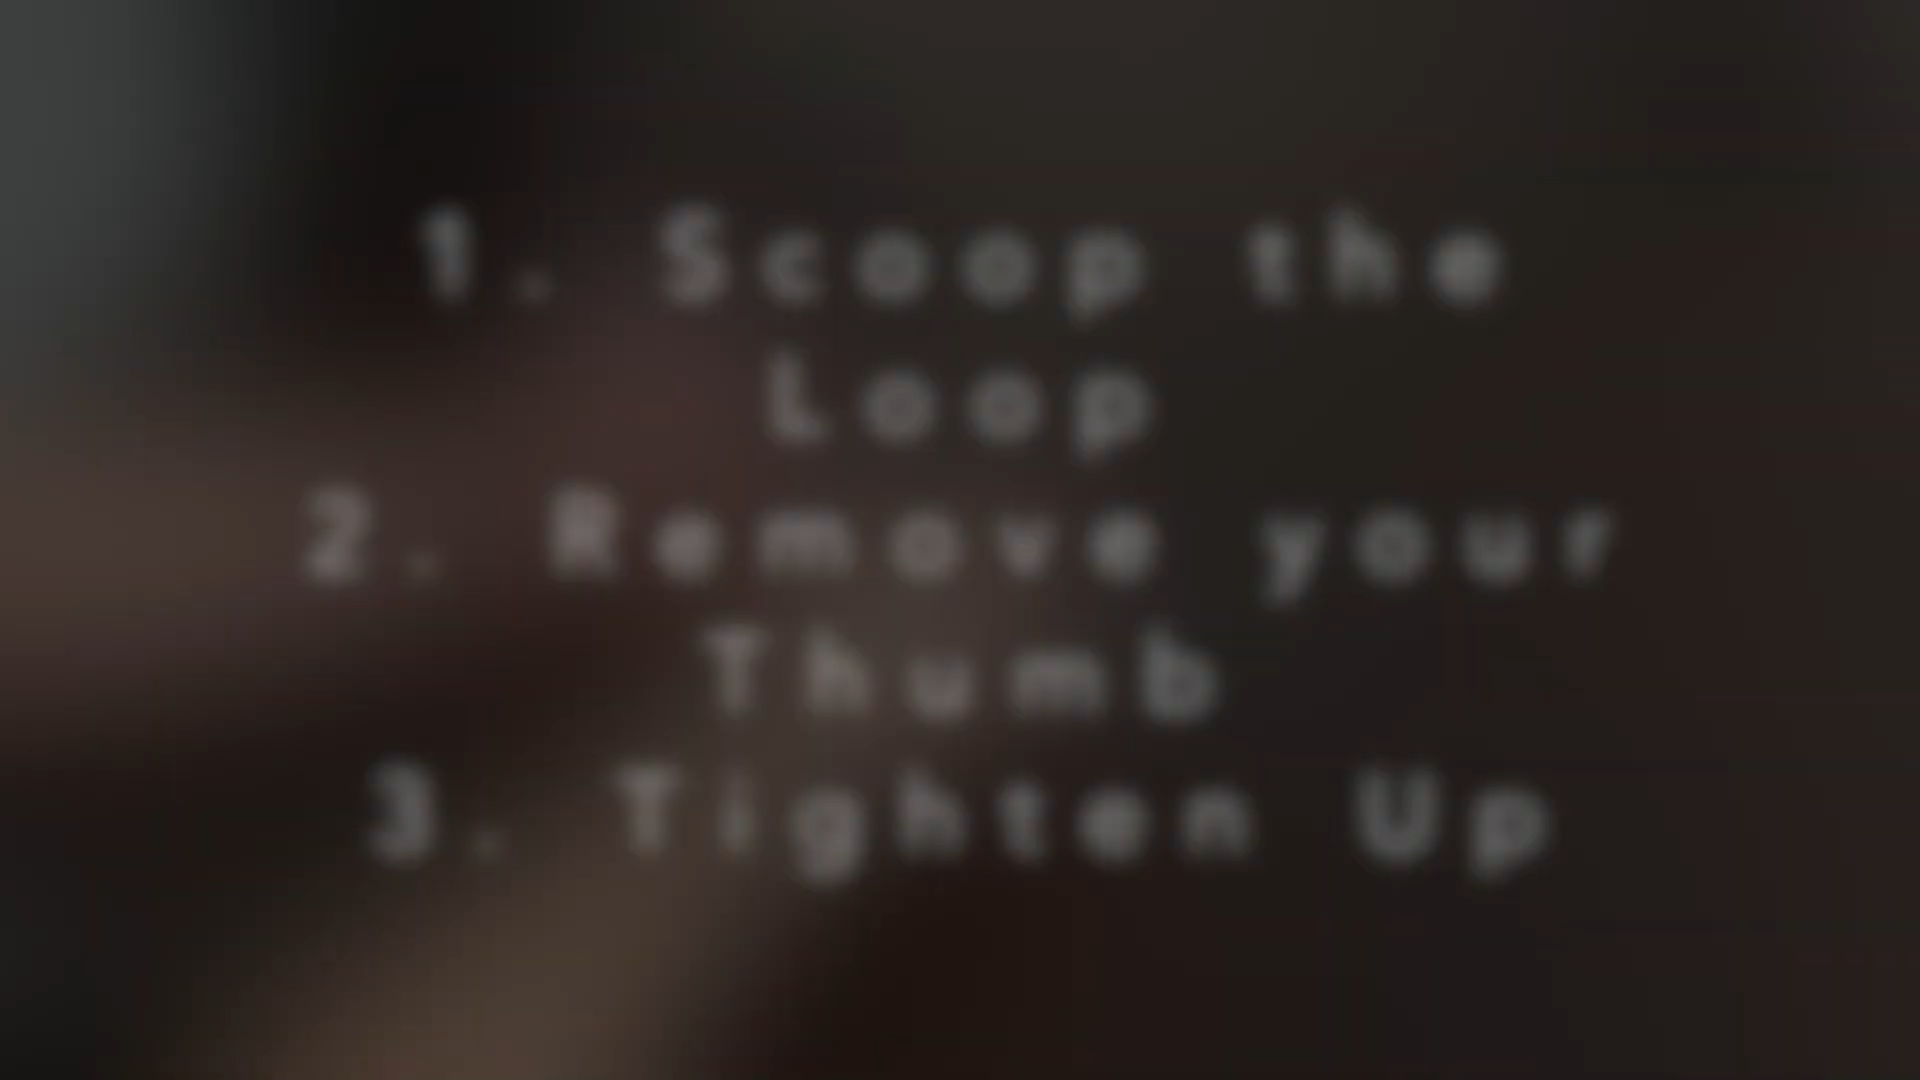 1. Scoop the
Loop
2. Remove your
Thumb
3. Tighten Up